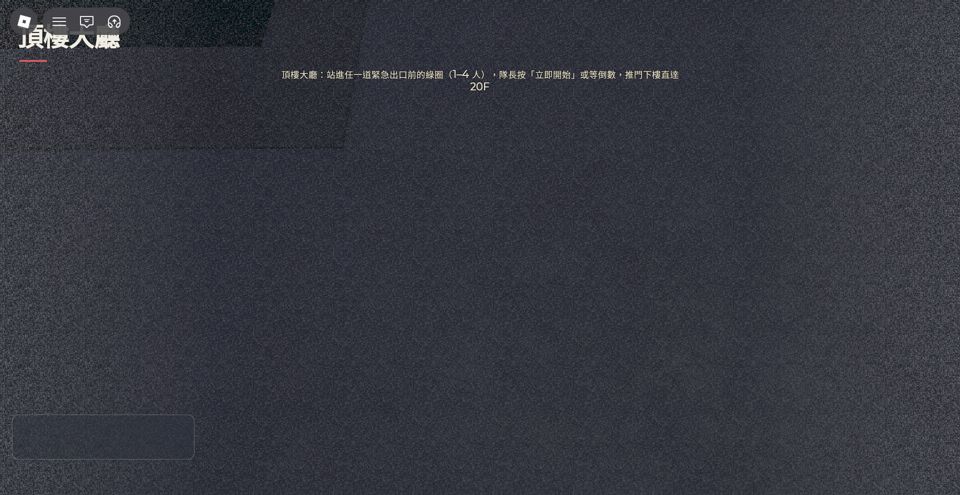 頂樓大廳
頂樓大廳：站進任一道緊急出口前的綠圈（1–4 人），隊長按「立即開始」或等倒數，推門下樓直達
20F